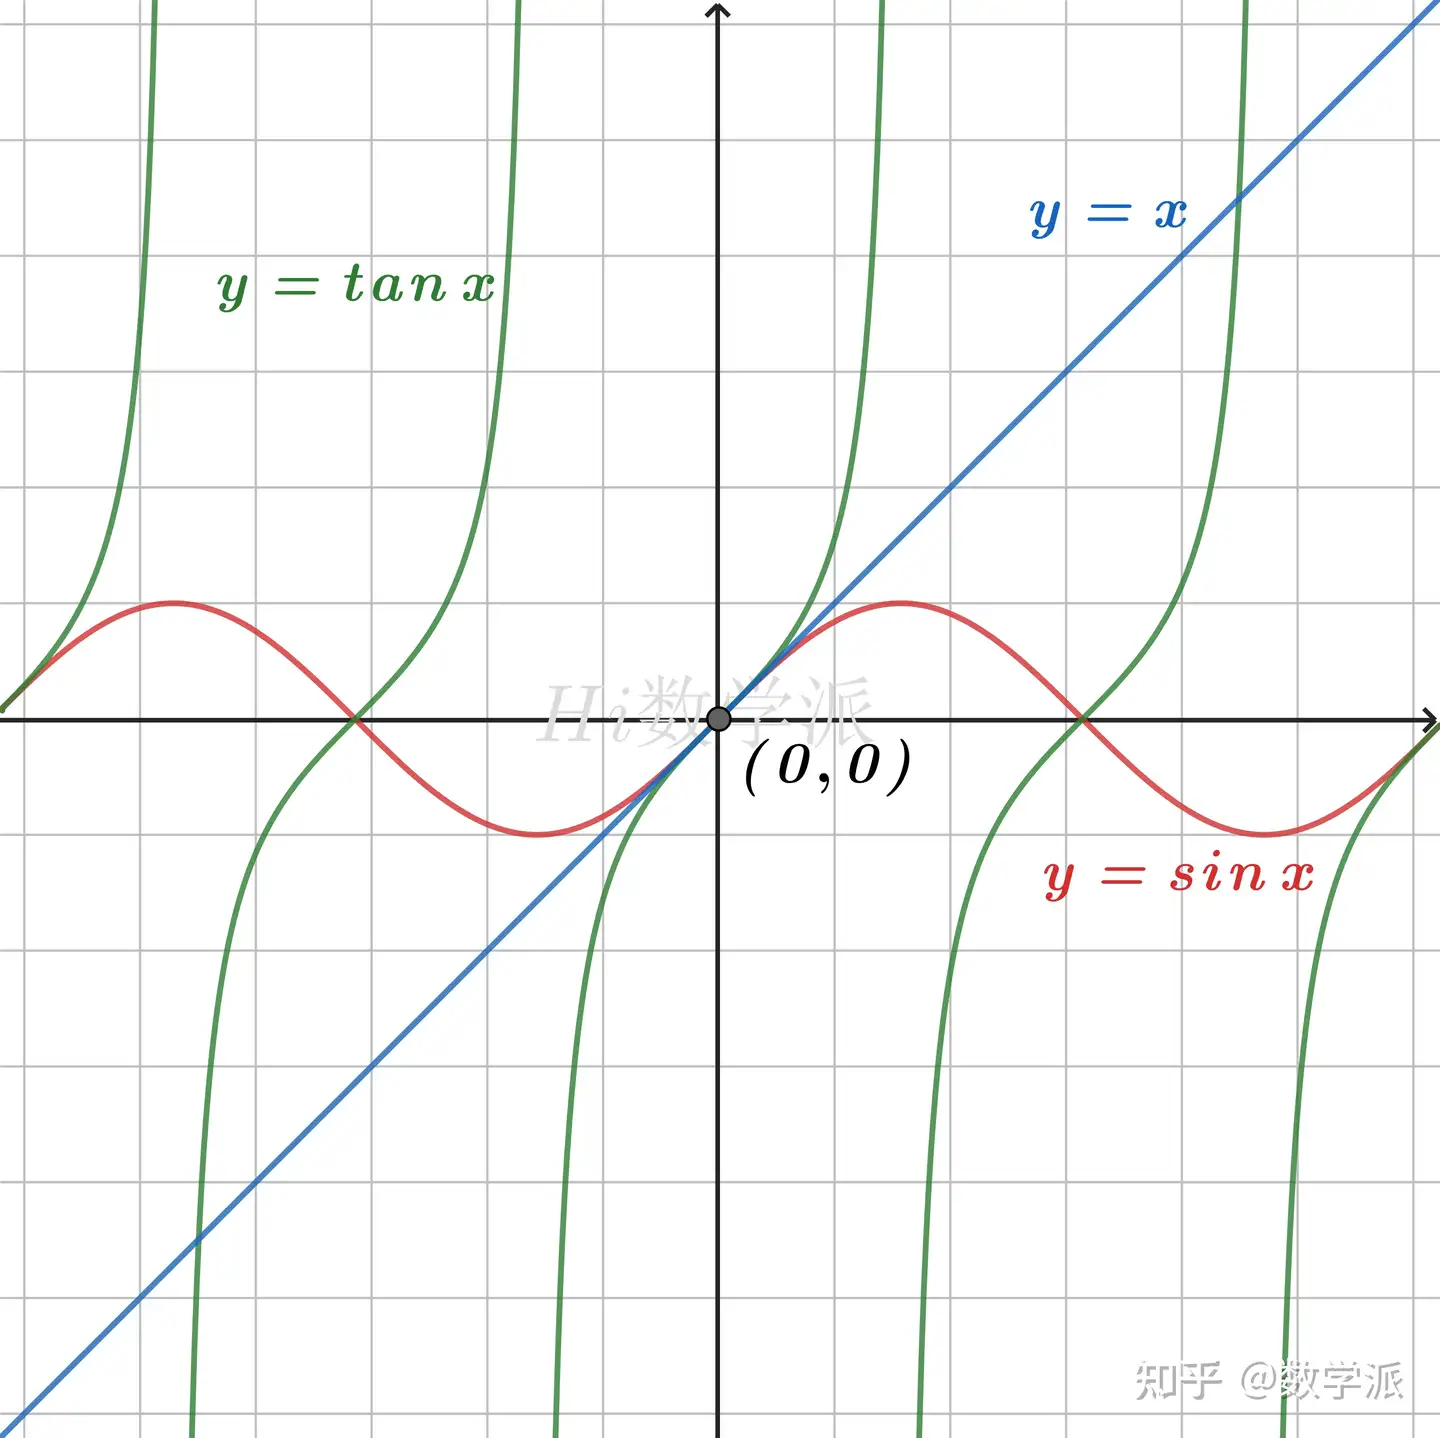 y = x
y = tan x
Hi数学派
(0,0)
y = sin x
知乎 @数学派